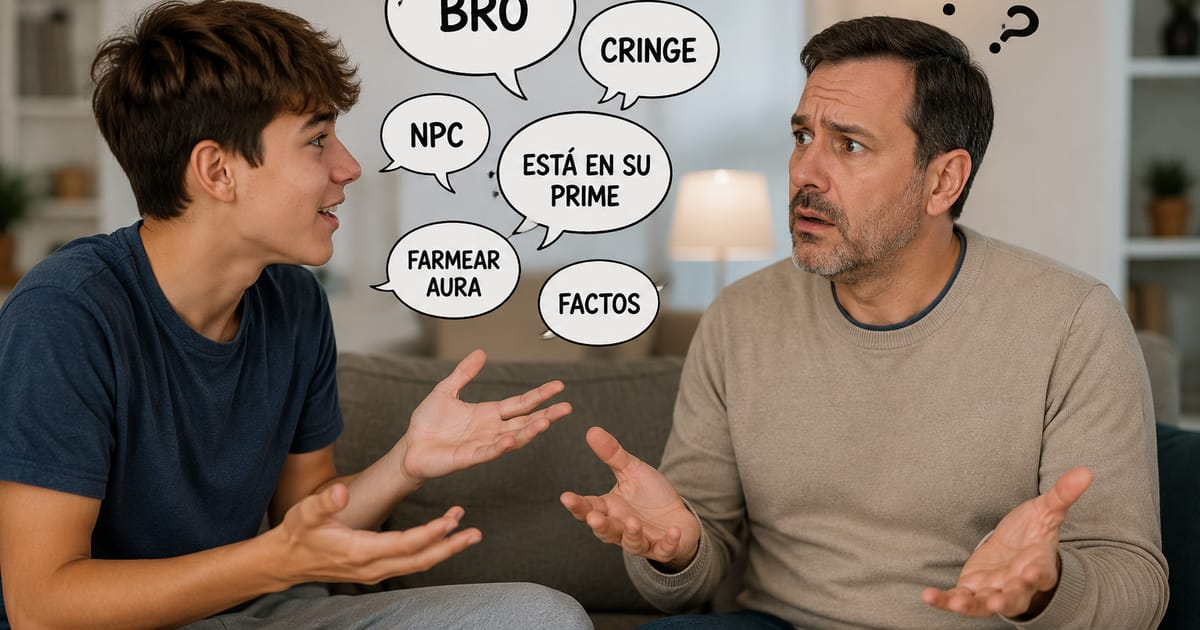 BRO
CRINGE
NPC
ESTÁ EN SU
PRIME
FARMEAR
AURA
FACTOS
?